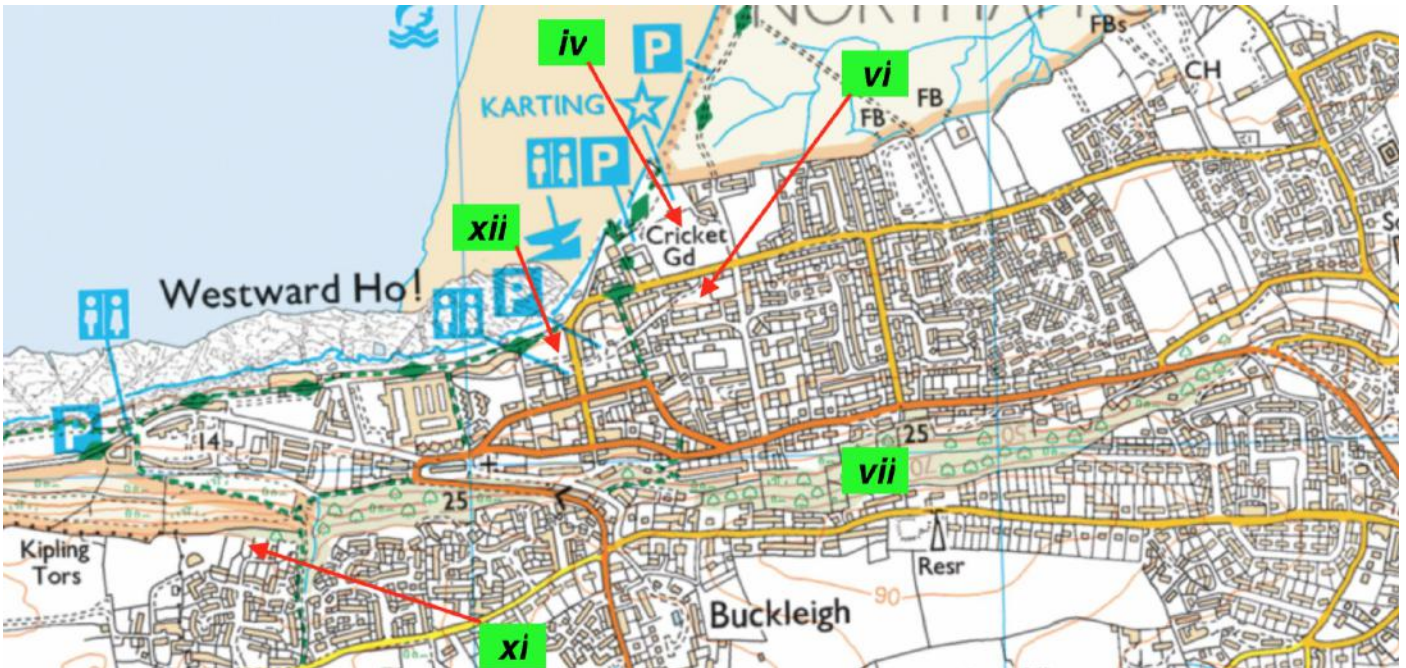 NORTHAM
FBs
iv
P
vi
CH
KARTING
FB
FB
P
xii
Cricket
Gd
Westward Ho!
P
P
14
25
vii
25
Kipling
Tors
Resr
90
Buckleigh
xi